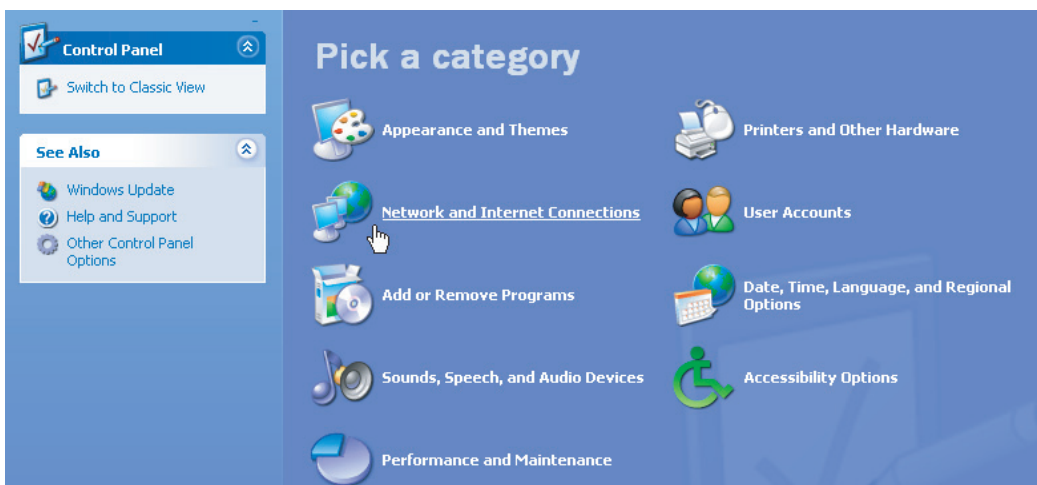 Control Panel
Switch to Classic View
See Also
Windows Update
Help and Support
Other Control Panel
Options
Pick a category
Appearance and Themes
Printers and Other Hardware
Network and Internet Connections
User Accounts
Add or Remove Programs
Date, Time, Language, and Regional
Options
Sounds, Speech, and Audio Devices
Accessibility Options
Performance and Maintenance